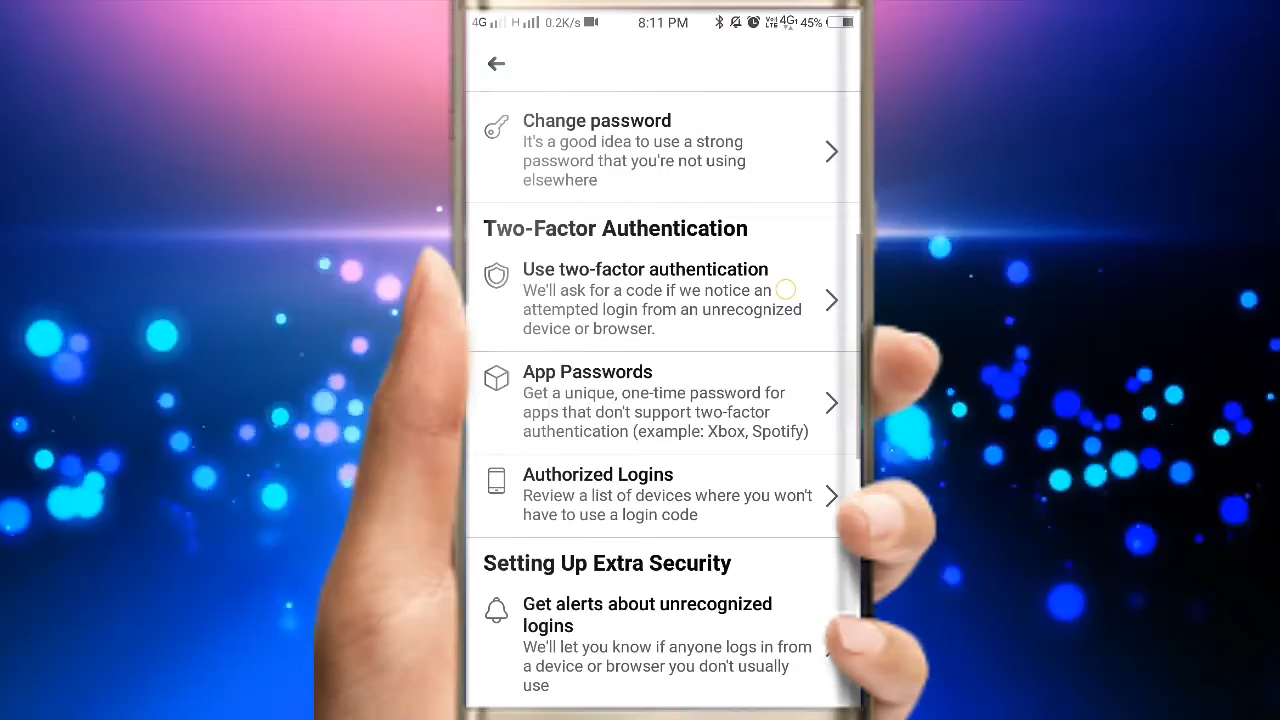 4G H 0.2K/s 8:11 PM VoLTE 4G 45%
Change password
It's a good idea to use a strong
password that you're not using
elsewhere
Two-Factor Authentication
Use two-factor authentication
We'll ask for a code if we notice an
attempted login from an unrecognized
device or browser.
App Passwords
Get a unique, one-time password for
apps that don't support two-factor
authentication (example: Xbox, Spotify)
Authorized Logins
Review a list of devices where you won't
have to use a login code
Setting Up Extra Security
Get alerts about unrecognized
logins
We'll let you know if anyone logs in from
a device or browser you don't usually
use